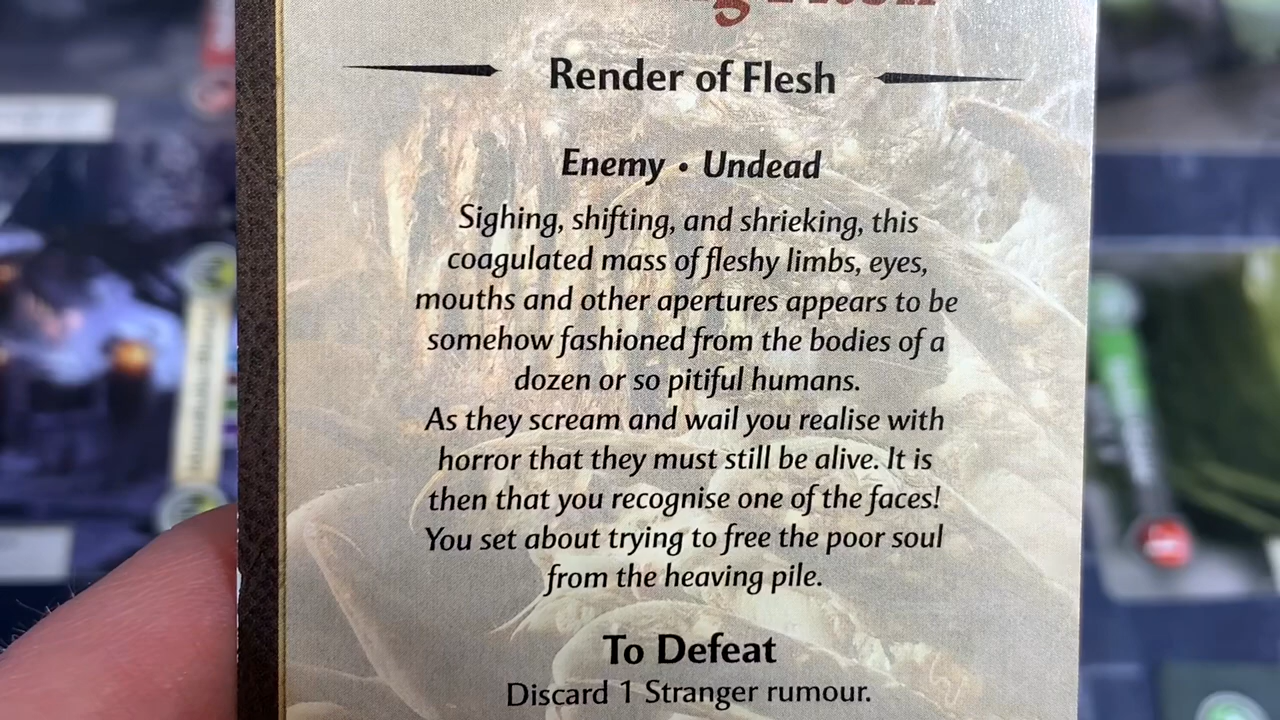 Render of Flesh
Enemy • Undead
Sighing, shifting, and shrieking, this
coagulated mass of fleshy limbs, eyes,
mouths and other apertures appears to be
somehow fashioned from the bodies of a
dozen or so pitiful humans.
As they scream and wail you realise with
horror that they must still be alive. It is
then that you recognise one of the faces!
You set about trying to free the poor soul
from the heaving pile.
To Defeat
Discard 1 Stranger rumour.